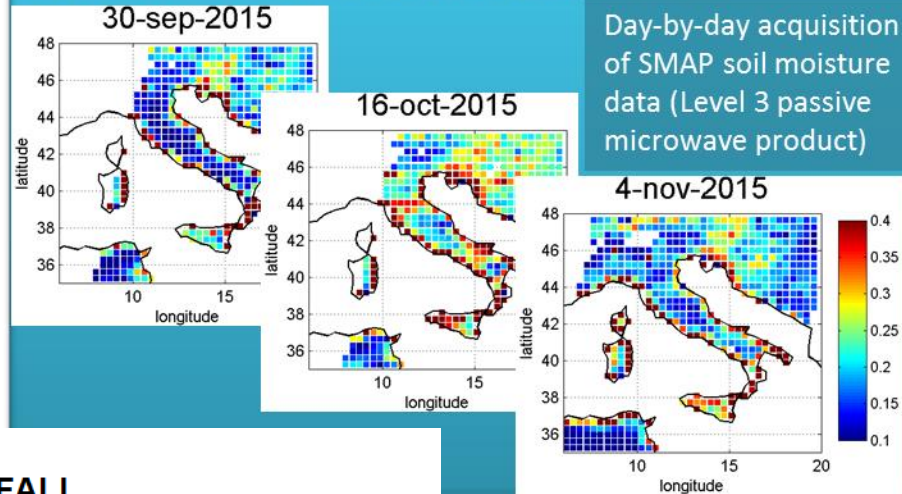 30-sep-2015
48
46
44
42
40
38
36
latitude
10
15
longitude
16-oct-2015
48
46
44
42
40
38
36
latitude
10
15
longitude
Day-by-day acquisition
of SMAP soil moisture
data (Level 3 passive
microwave product)
4-nov-2015
48
46
44
42
40
38
36
latitude
10
15
20
longitude
0.4
0.35
0.3
0.25
0.2
0.15
0.1